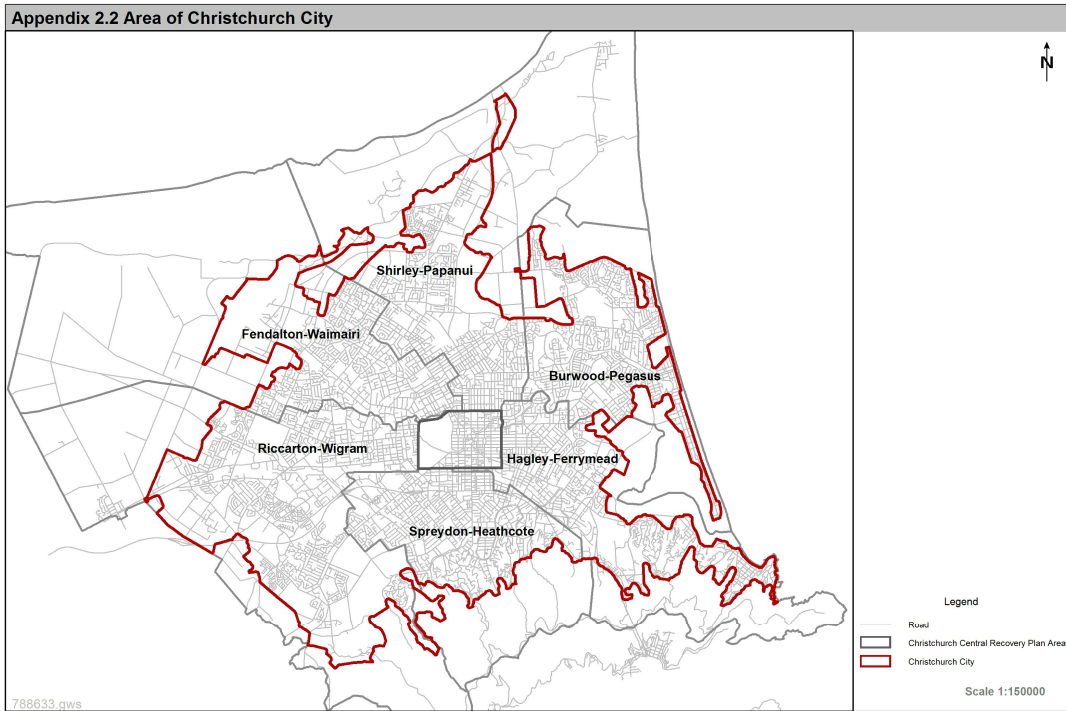 Appendix 2.2 Area of Christchurch City
N
Shirley-Papanui
Fendalton-Waimairi
Burwood-Pegasus
Riccarton-Wigram
Hagley-Ferrymead
Spreydon-Heathcote
Legend
Road
Christchurch Central Recovery Plan Area
Christchurch City
Scale 1:150000
788633.gws